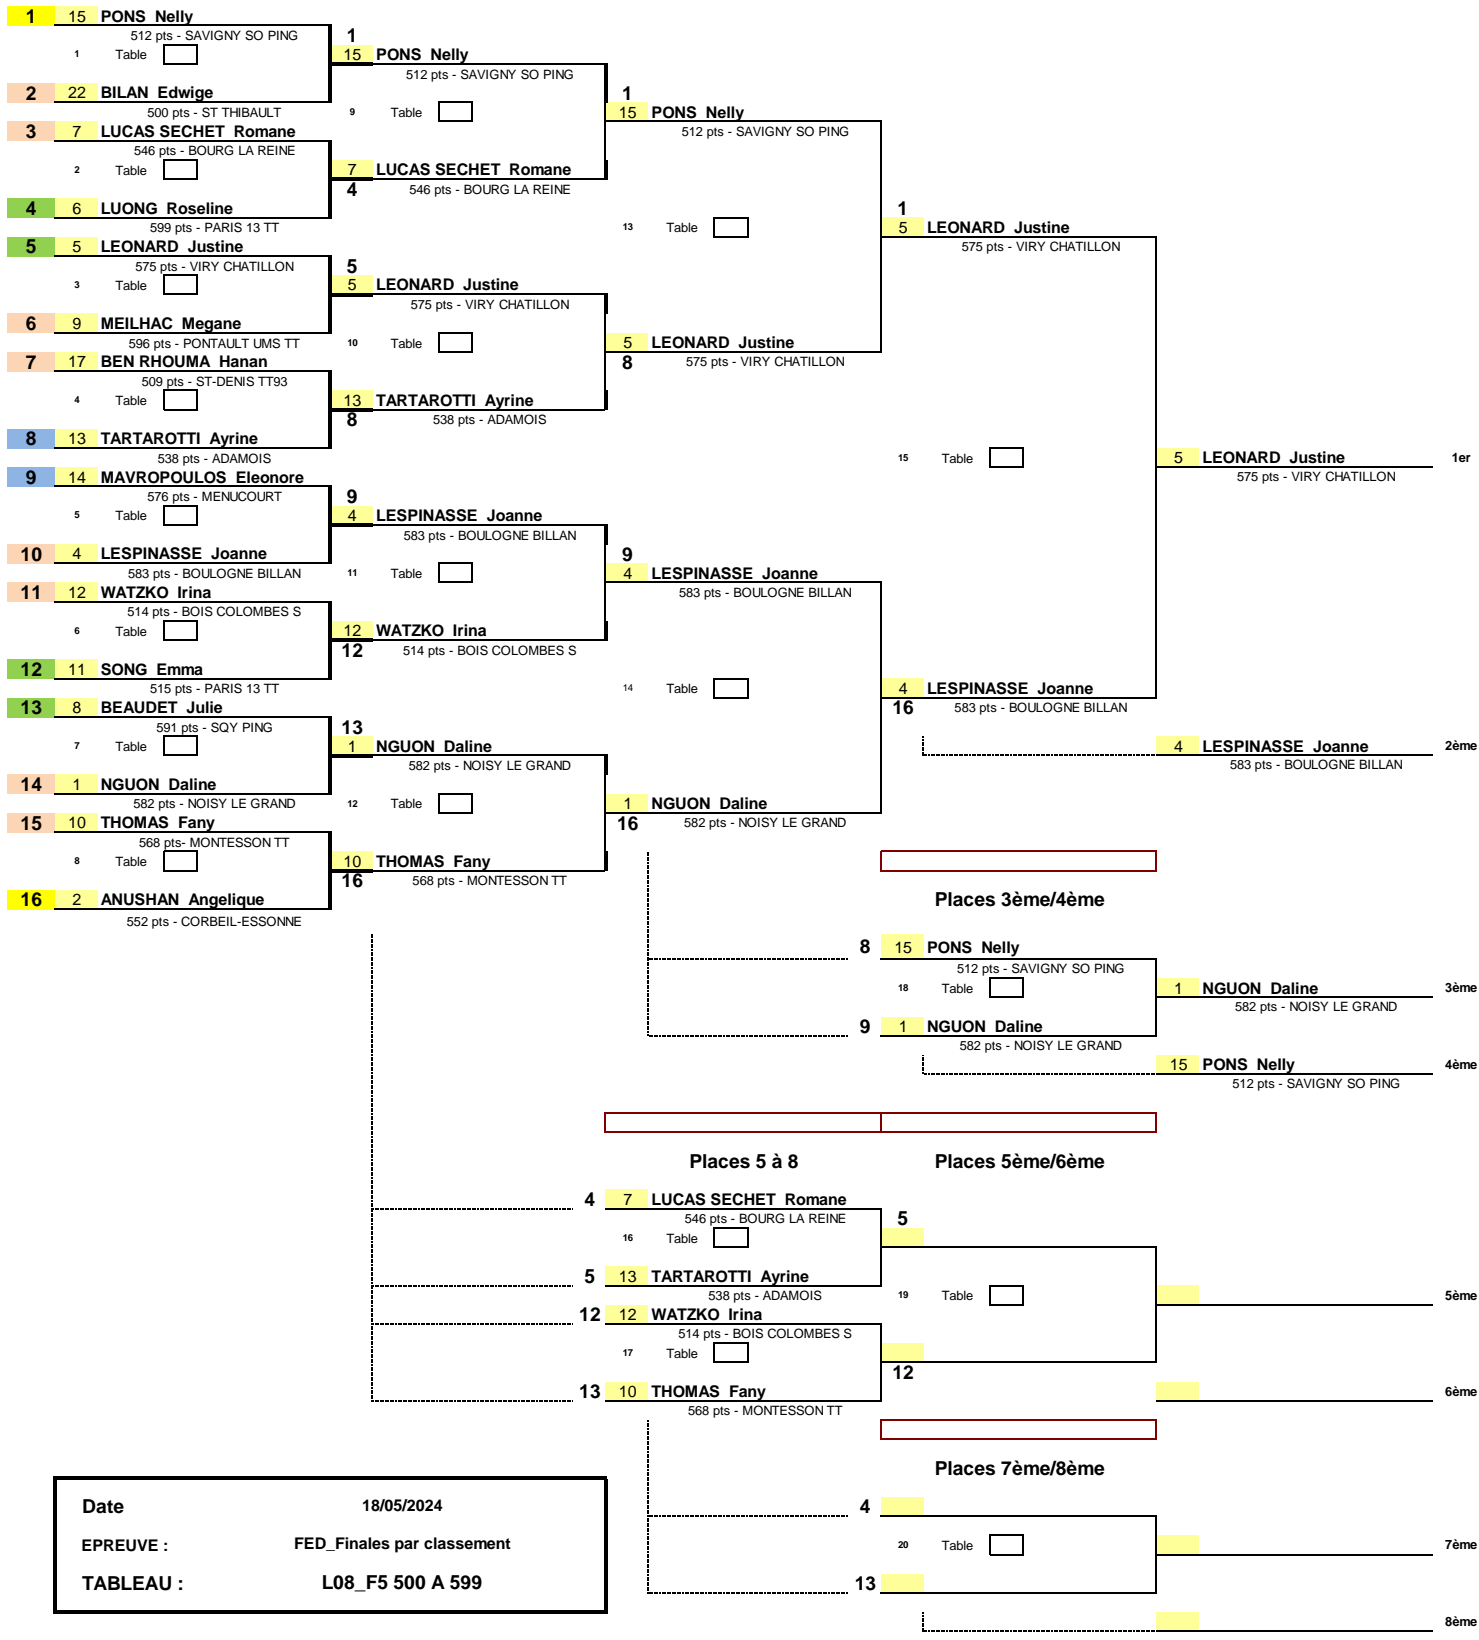 1 15 PONS Nelly
512 pts - SAVIGNY SO PING
1 Table
2 22 BILAN Edwige
500 pts - ST THIBAULT
3 7 LUCAS SECHET Romane
546 pts - BOURG LA REINE
2 Table
4 6 LUONG Roseline
599 pts - PARIS 13 TT
5 5 LEONARD Justine
575 pts - VIRY CHATILLON
3 Table
6 9 MEILHAC Megane
596 pts - PONTAULT UMS TT
7 17 BEN RHOUMA Hanan
509 pts - ST-DENIS TT93
4 Table
8 13 TARTAROTTI Ayrine
538 pts - ADAMOIS
9 14 MAVROPOULOS Eleonore
576 pts - MENUCOURT
5 Table
10 4 LESPINASSE Joanne
583 pts - BOULOGNE BILLAN
11 12 WATZKO Irina
514 pts - BOIS COLOMBES S
6 Table
12 11 SONG Emma
515 pts - PARIS 13 TT
13 8 BEAUDET Julie
591 pts - SQY PING
7 Table
14 1 NGUON Daline
582 pts - NOISY LE GRAND
15 10 THOMAS Fany
568 pts- MONTESSON TT
8 Table
16 2 ANUSHAN Angelique
552 pts - CORBEIL-ESSONNE
1
15 PONS Nelly
512 pts - SAVIGNY SO PING
9 Table
7 LUCAS SECHET Romane
4 546 pts - BOURG LA REINE
5
5 LEONARD Justine
575 pts - VIRY CHATILLON
10 Table
13 TARTAROTTI Ayrine
8 538 pts - ADAMOIS
9
4 LESPINASSE Joanne
583 pts - BOULOGNE BILLAN
11 Table
12 WATZKO Irina
12 514 pts - BOIS COLOMBES S
13
1 NGUON Daline
582 pts - NOISY LE GRAND
12 Table
10 THOMAS Fany
16 568 pts - MONTESSON TT
1
15 PONS Nelly
512 pts - SAVIGNY SO PING
13 Table
5 LEONARD Justine
8 575 pts - VIRY CHATILLON
9
4 LESPINASSE Joanne
583 pts - BOULOGNE BILLAN
14 Table
1 NGUON Daline
16 582 pts - NOISY LE GRAND
1
5 LEONARD Justine
575 pts - VIRY CHATILLON
15 Table
4 LESPINASSE Joanne
16 583 pts - BOULOGNE BILLAN
5 LEONARD Justine 1er
575 pts - VIRY CHATILLON
4 LESPINASSE Joanne 2ème
583 pts - BOULOGNE BILLAN
Places 3ème/4ème
8 15 PONS Nelly
512 pts - SAVIGNY SO PING
18 Table
9 1 NGUON Daline
582 pts - NOISY LE GRAND
1 NGUON Daline 3ème
582 pts - NOISY LE GRAND
15 PONS Nelly 4ème
512 pts - SAVIGNY SO PING
Places 5 à 8
Places 5ème/6ème
4 7 LUCAS SECHET Romane
546 pts - BOURG LA REINE
16 Table
5 13 TARTAROTTI Ayrine
538 pts - ADAMOIS
12 12 WATZKO Irina
514 pts - BOIS COLOMBES S
17 Table
13 10 THOMAS Fany
568 pts - MONTESSON TT
5
19 Table
12
5ème
6ème
Places 7ème/8ème
4
20 Table
13
7ème
8ème
Date 18/05/2024
EPREUVE : FED_Finales par classement
TABLEAU : L08_F5 500 A 599